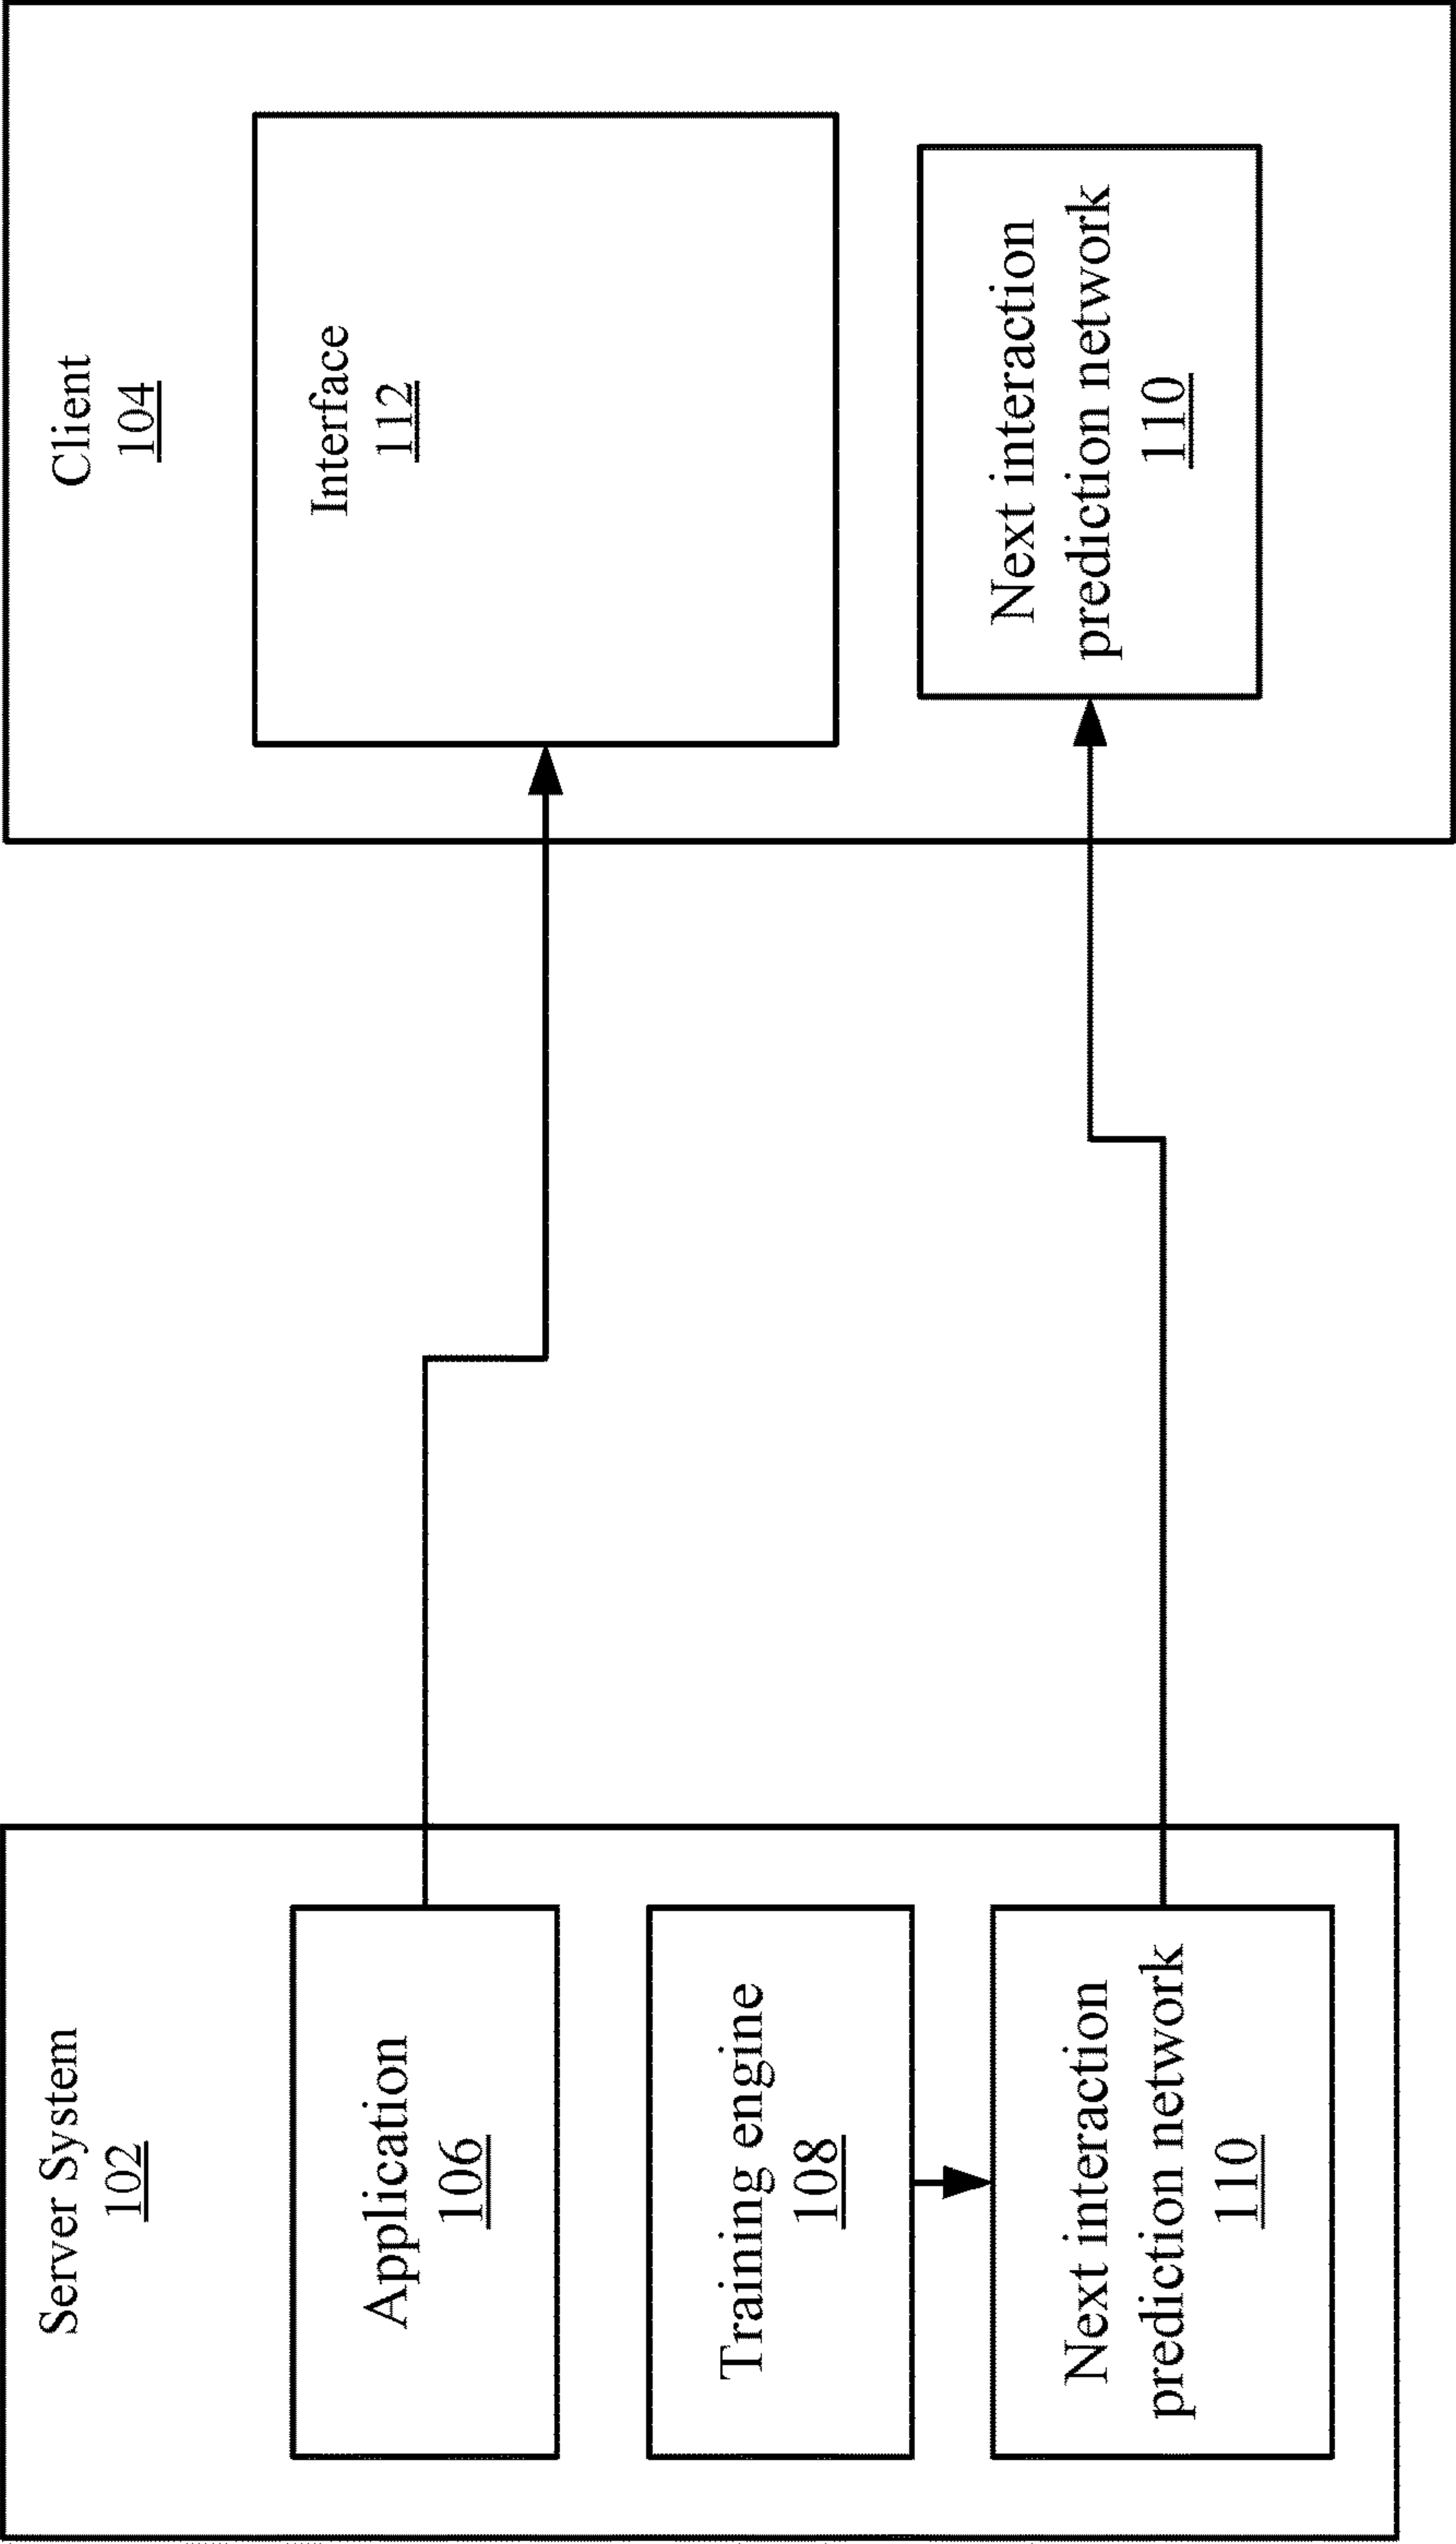 Server System
102
Application
106
Training engine
108
Next interaction
prediction network
110
Client
104
Interface
112
Next interaction
prediction network
110